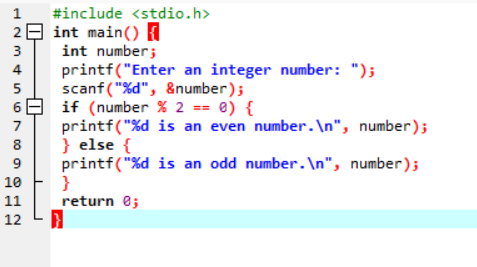 1 #include <stdio.h>
2 int main() {
3 int number;
4 printf("Enter an integer number: ");
5 scanf("%d", &number);
6 if (number % 2 == 0) {
7 printf("%d is an even number.\n", number);
8 } else {
9 printf("%d is an odd number.\n", number);
10 }
11 return 0;
12 }